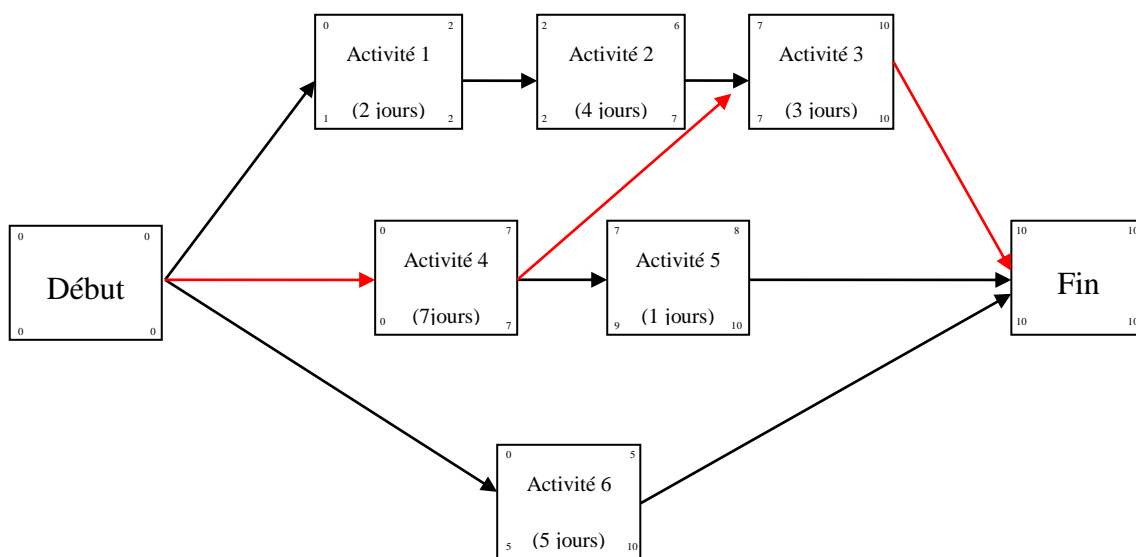 0 2
Activité 1
(2 jours)
1 2
2 6
Activité 2
(4 jours)
2 7
7 10
Activité 3
(3 jours)
7 10
0 0
Début
0 0
0 7
Activité 4
(7jours)
0 7
7 8
Activité 5
(1 jours)
9 10
10 10
Fin
10 10
0 5
Activité 6
(5 jours)
5 10